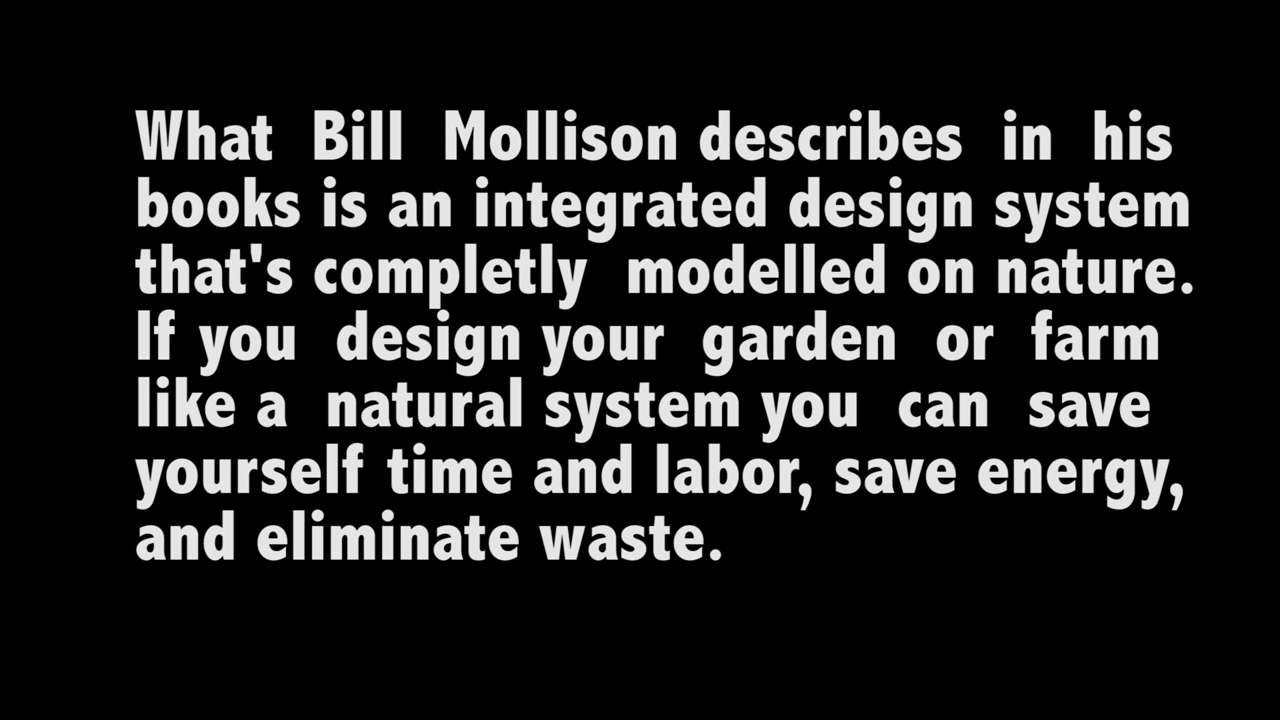 What Bill Mollison describes in his
books is an integrated design system
that's completly modelled on nature.
If you design your garden or farm
like a natural system you can save
yourself time and labor, save energy,
and eliminate waste.